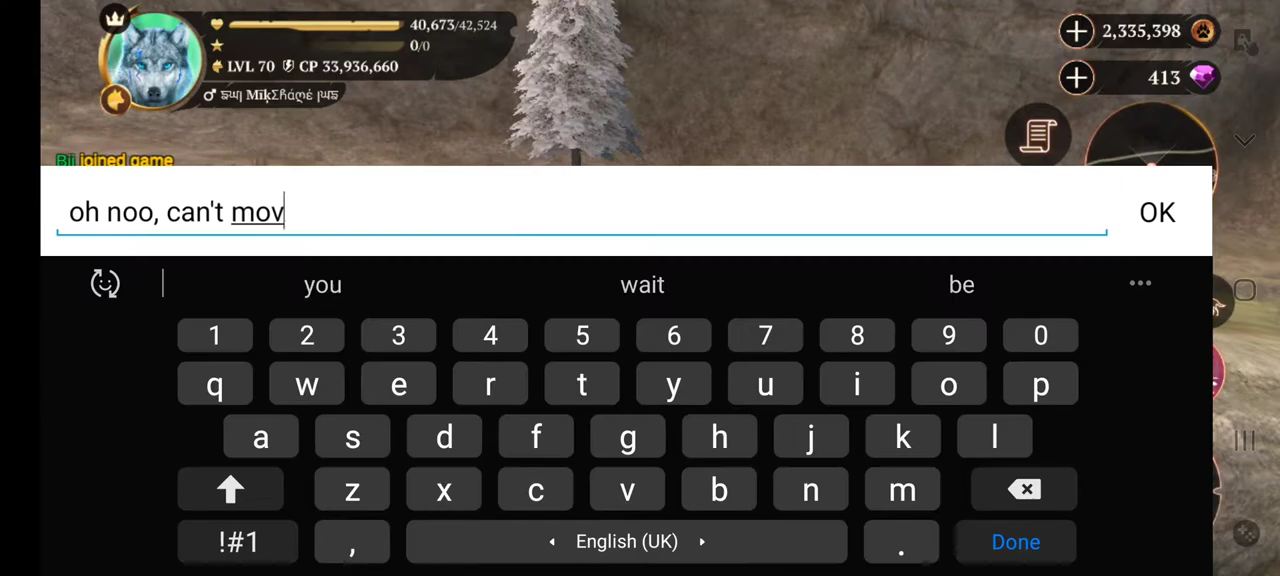 40,673/42,524
0/0
LVL 70 CP 33,936,660
2,335,398
413
Bji joined game
oh noo, can't mov
OK
you wait be
1 2 3 4 5 6 7 8 9 0
q w e r t y u i o p
a s d f g h j k l
z x c v b n m
!#1 , English (UK) . Done